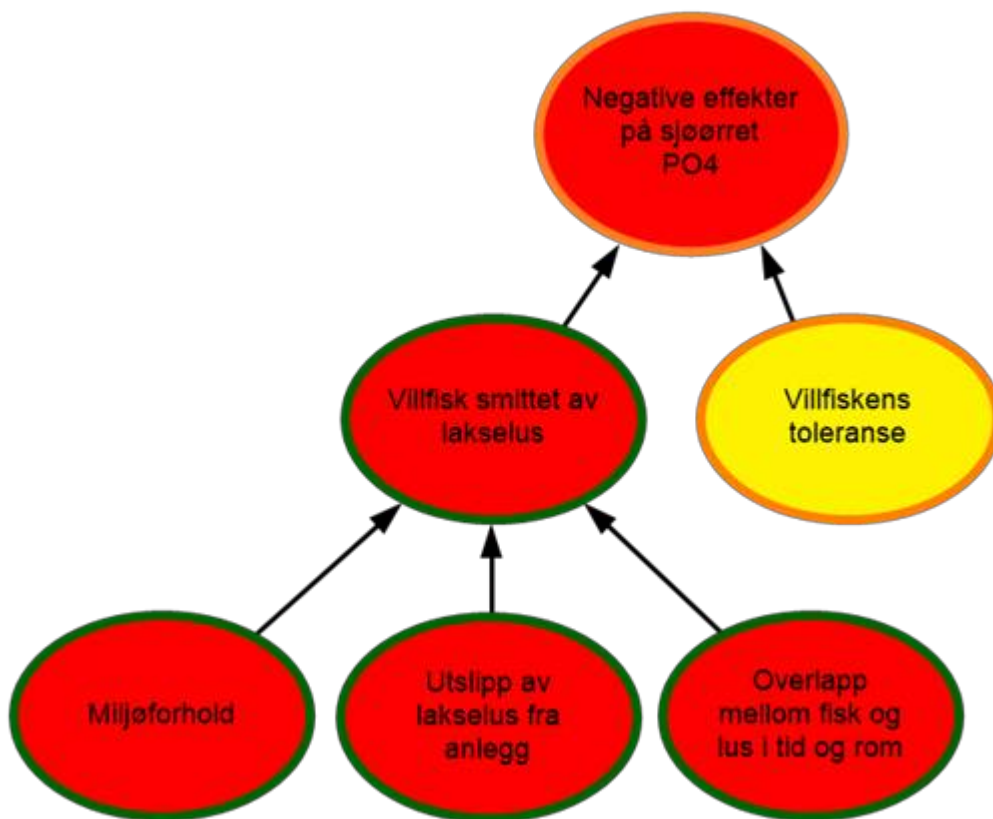 Negative effekter
på sjøørret
PO4
Villfisk smittet av
lakselus
Villfiskens
toleranse
Miljøforhold
Utslipp av
lakselus fra
anlegg
Overlapp
mellom fisk og
lus i tid og rom